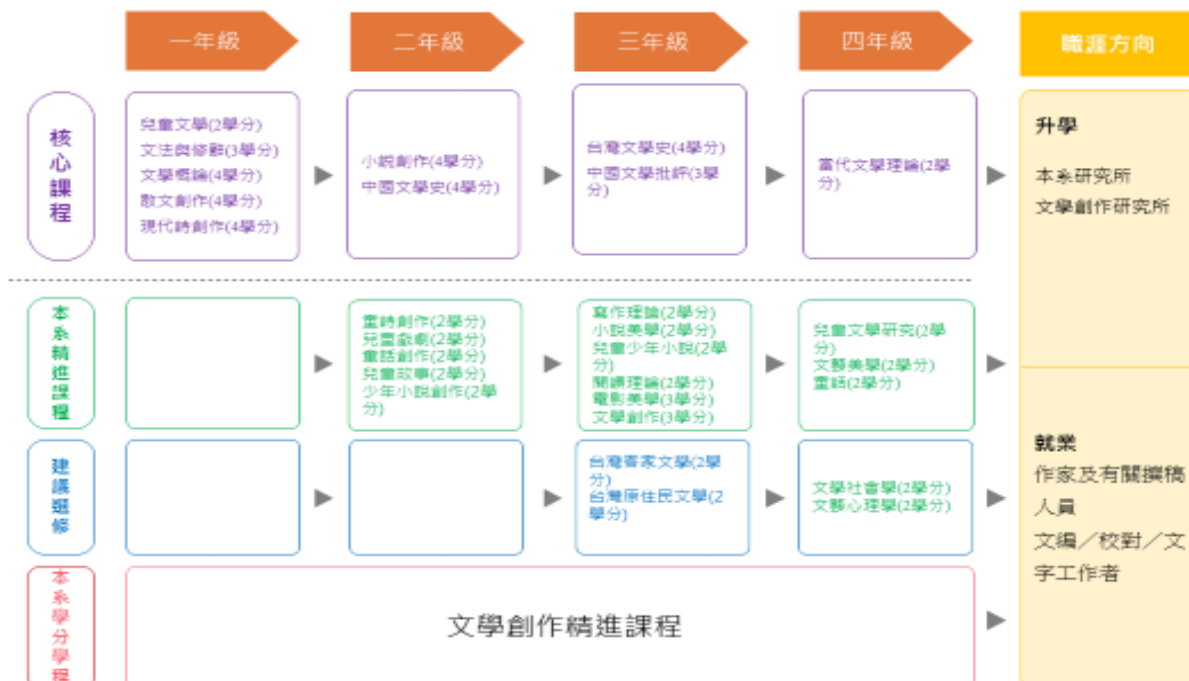 一年級
二年級
三年級
四年級
職涯方向
核心課程
兒童文學(2學分)
文法與修辭(3學分)
文學概論(4學分)
散文創作(4學分)
現代詩創作(4學分)
小說創作(4學分)
中國文學史(4學分)
台灣文學史(4學分)
中國文學批評(3學
分)
當代文學理論(2學
分)
升學
本系研究所
文學創作研究所
本系精進課程
童詩創作(2學分)
兒童戲劇(2學分)
童話創作(2學分)
兒童故事(2學分)
少年小說創作(2學
分)
寫作理論(2學分)
小說美學(2學分)
兒童少年小說(2學
分)
閱讀理論(2學分)
電影美學(3學分)
文學創作(3學分)
兒童文學研究(2學
分)
文藝美學(2學分)
童話(2學分)
建議選修
台灣客家文學(2學
分)
台灣原住民文學(2
學分)
文學社會學(2學分)
文藝心理學(2學分)
就業
作家及有關撰稿
人員
文編／校對／文
字工作者
本系學分學程
文學創作精進課程